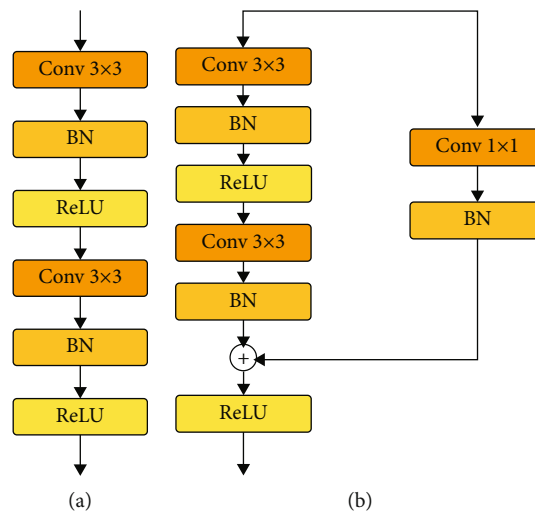 Conv 3×3
BN
ReLU
Conv 3×3
BN
ReLU
(a)
Conv 3×3
BN
ReLU
Conv 3×3
BN
+
ReLU
Conv 1×1
BN
(b)